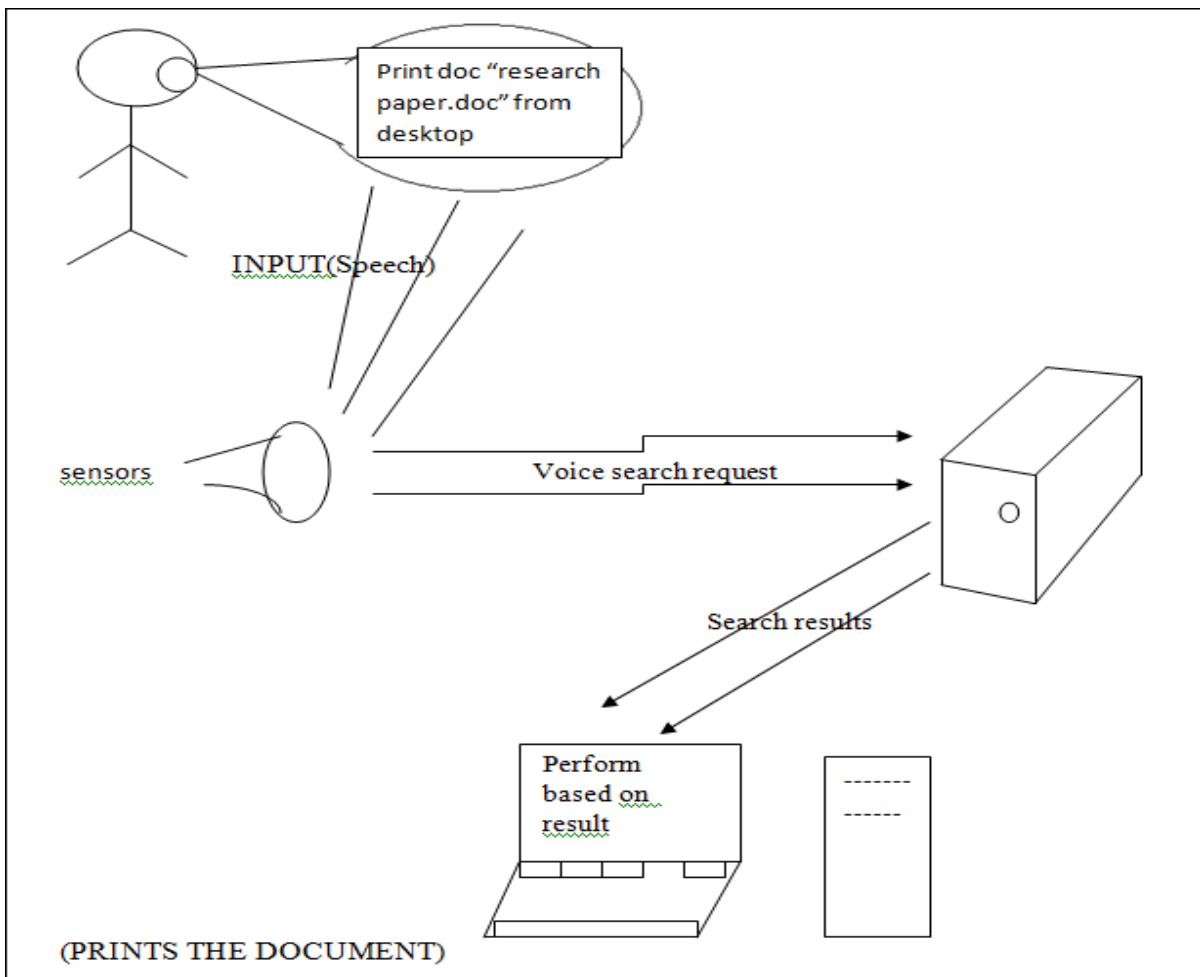 Print doc “research
paper.doc” from
desktop
INPUT(Speech)
sensors
Voice search request
Search results
Perform
based on
result
(PRINTS THE DOCUMENT)